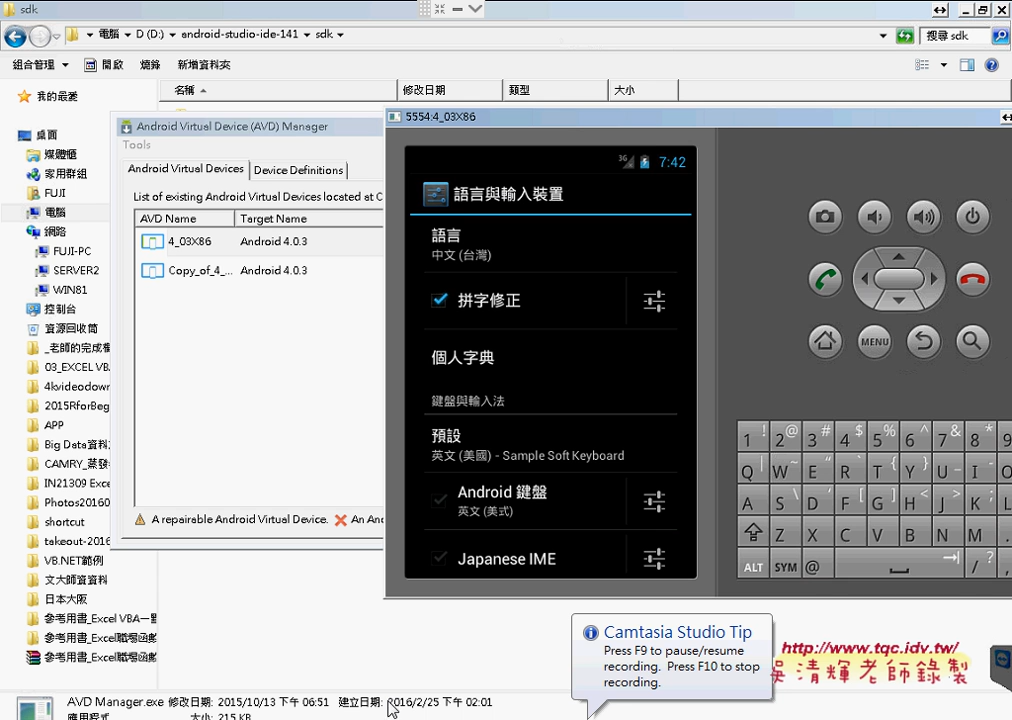 sdk
電腦 D (D:) android-studio-ide-141 sdk
搜尋 sdk
組合管理 開啟 燒錄 新增資料夾
名稱 修改日期 類型 大小
我的最愛
桌面
媒體櫃
家用群組
FUJI
電腦
網路
FUJI-PC
SERVER2
WIN81
控制台
資源回收筒
_老師的完成檔
03_EXCEL VB
4kvideodown
2015RforBeg
APP
Big Data資料
CAMRY_蒸發
IN21309 Exce
Photos20160
shortcut
takeout-2016
VB.NET範例
文大師資資料
日本大阪
參考用書_Excel VBA一
參考用書_Excel職場函
參考用書_Excel職場函
Android Virtual Device (AVD) Manager
Tools
Android Virtual Devices Device Definitions
List of existing Android Virtual Devices located at C
AVD Name Target Name
4_03X86 Android 4.0.3
Copy_of_4_... Android 4.0.3
A repairable Android Virtual Device. An An
5554:4_03X86
3G 7:42
語言與輸入裝置
語言
中文 (台灣)
拼字修正
個人字典
鍵盤與輸入法
預設
英文 (美國) - Sample Soft Keyboard
Android 鍵盤
英文 (美式)
Japanese IME
MENU
1 ! 2 @ 3 # 4 $ 5 % 6 ^ 7 & 8 * 9
Q | W ~ E " R ` T { Y } U _ I - O
A S \ D ' F [ G ] H < J > K ; L
Z X C V B N M .
ALT SYM @ / ? ,
Camtasia Studio Tip
Press F9 to pause/resume
recording. Press F10 to stop
recording.
http://www.tqc.idv.tw/
吳清輝老師錄製
AVD Manager.exe 修改日期: 2015/10/13 下午 06:51 建立日期: 2016/2/25 下午 02:01
應用程式 大小: 215 KB